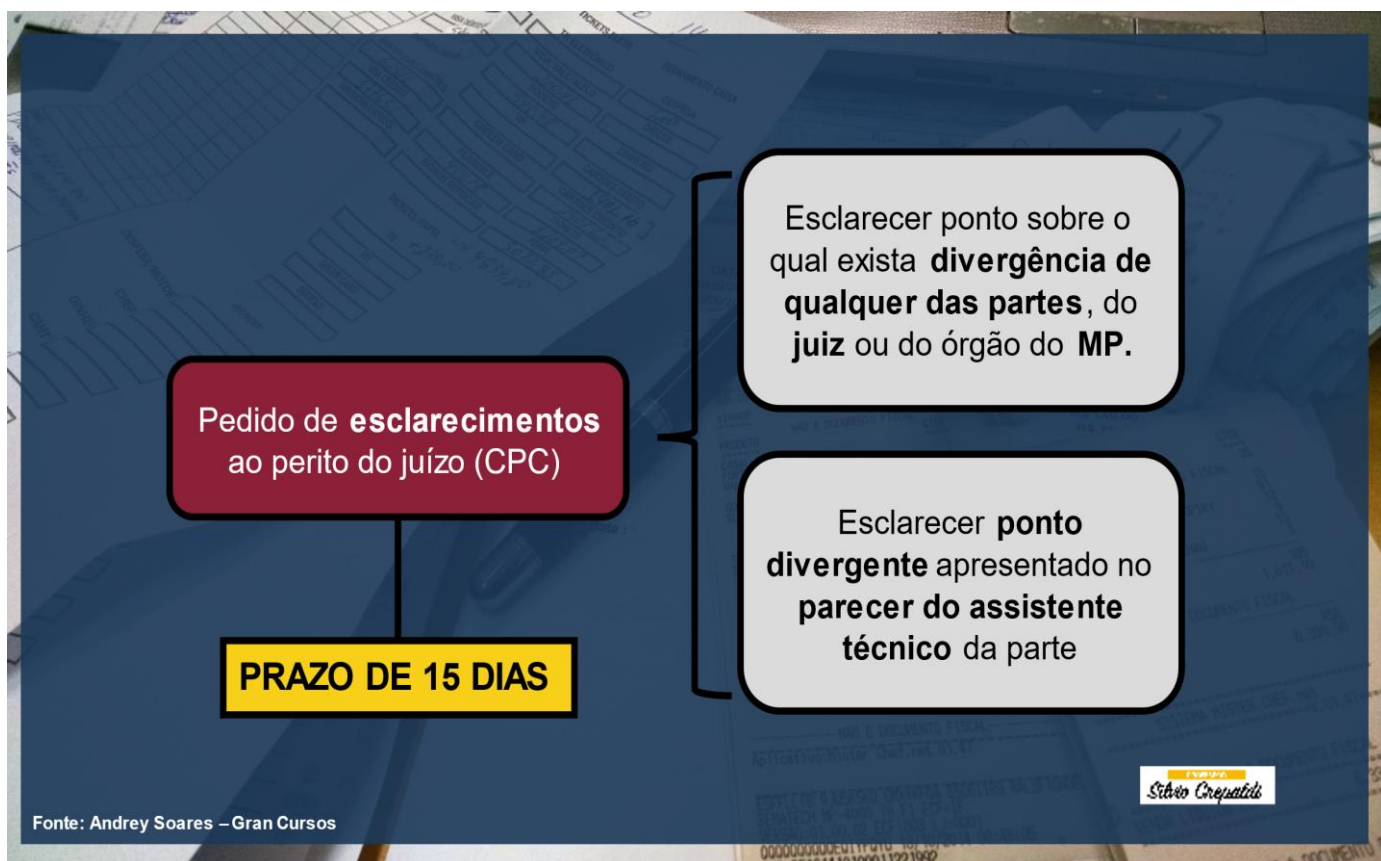 Pedido de esclarecimentos
ao perito do juízo (CPC)
PRAZO DE 15 DIAS
Esclarecer ponto sobre o
qual exista divergência de
qualquer das partes, do
juiz ou do órgão do MP.
Esclarecer ponto
divergente apresentado no
parecer do assistente
técnico da parte
Silvio Crepaldi
Fonte: Andrey Soares – Gran Cursos